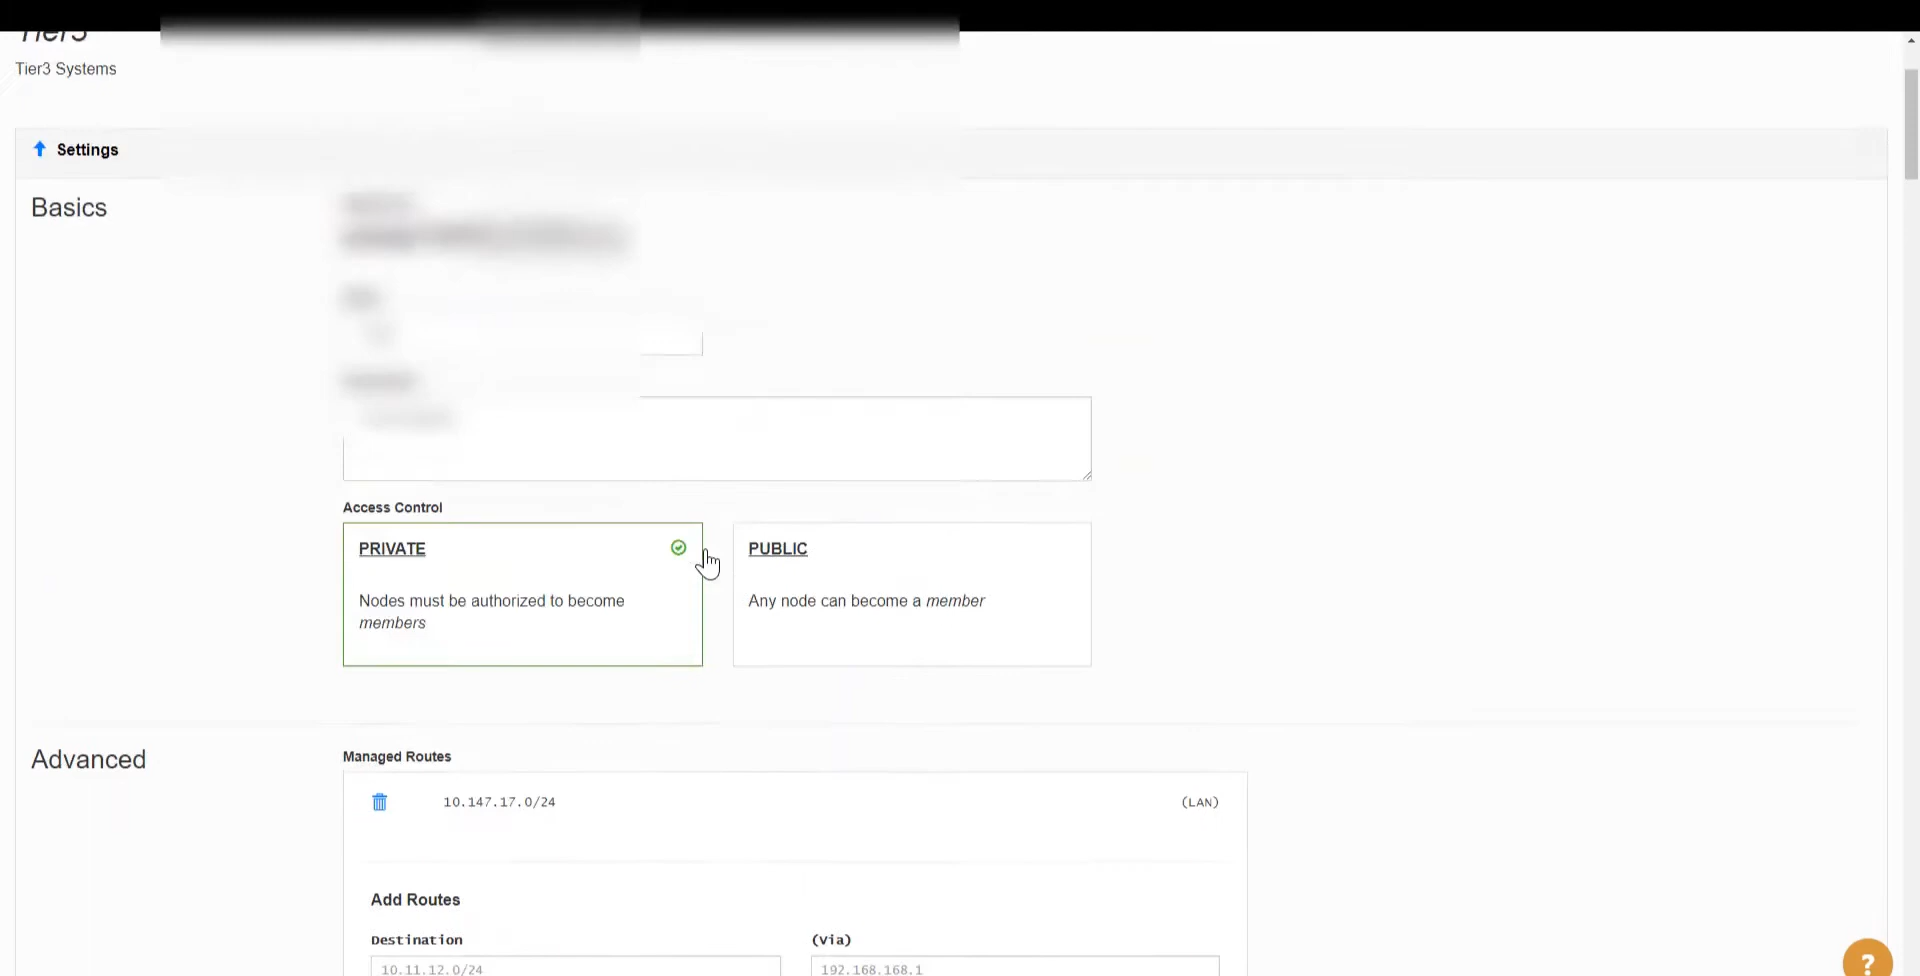 Tier3
Tier3 Systems
Settings
Basics
Access Control
PRIVATE
Nodes must be authorized to become
members
PUBLIC
Any node can become a member
Advanced
Managed Routes
10.147.17.0/24
(LAN)
Add Routes
Destination
(Via)
10.11.12.0/24
192.168.168.1
?